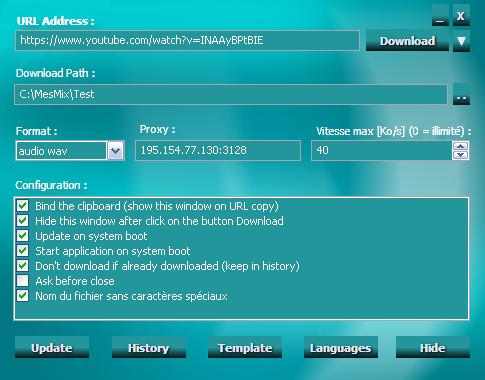 URL Address :
_ X
https://www.youtube.com/watch?v=INAAyBPtBIE Download ▼
Download Path :
C:\MesMix\Test ..
Format : Proxy : Vitesse max [Ko/s] (0 = illimité) :
audio wav 195.154.77.130:3128 40
Configuration :
Bind the clipboard (show this window on URL copy)
Hide this window after click on the button Download
Update on system boot
Start application on system boot
Don't download if already downloaded (keep in history)
Ask before close
Nom du fichier sans caractères spéciaux
Update History Template Languages Hide